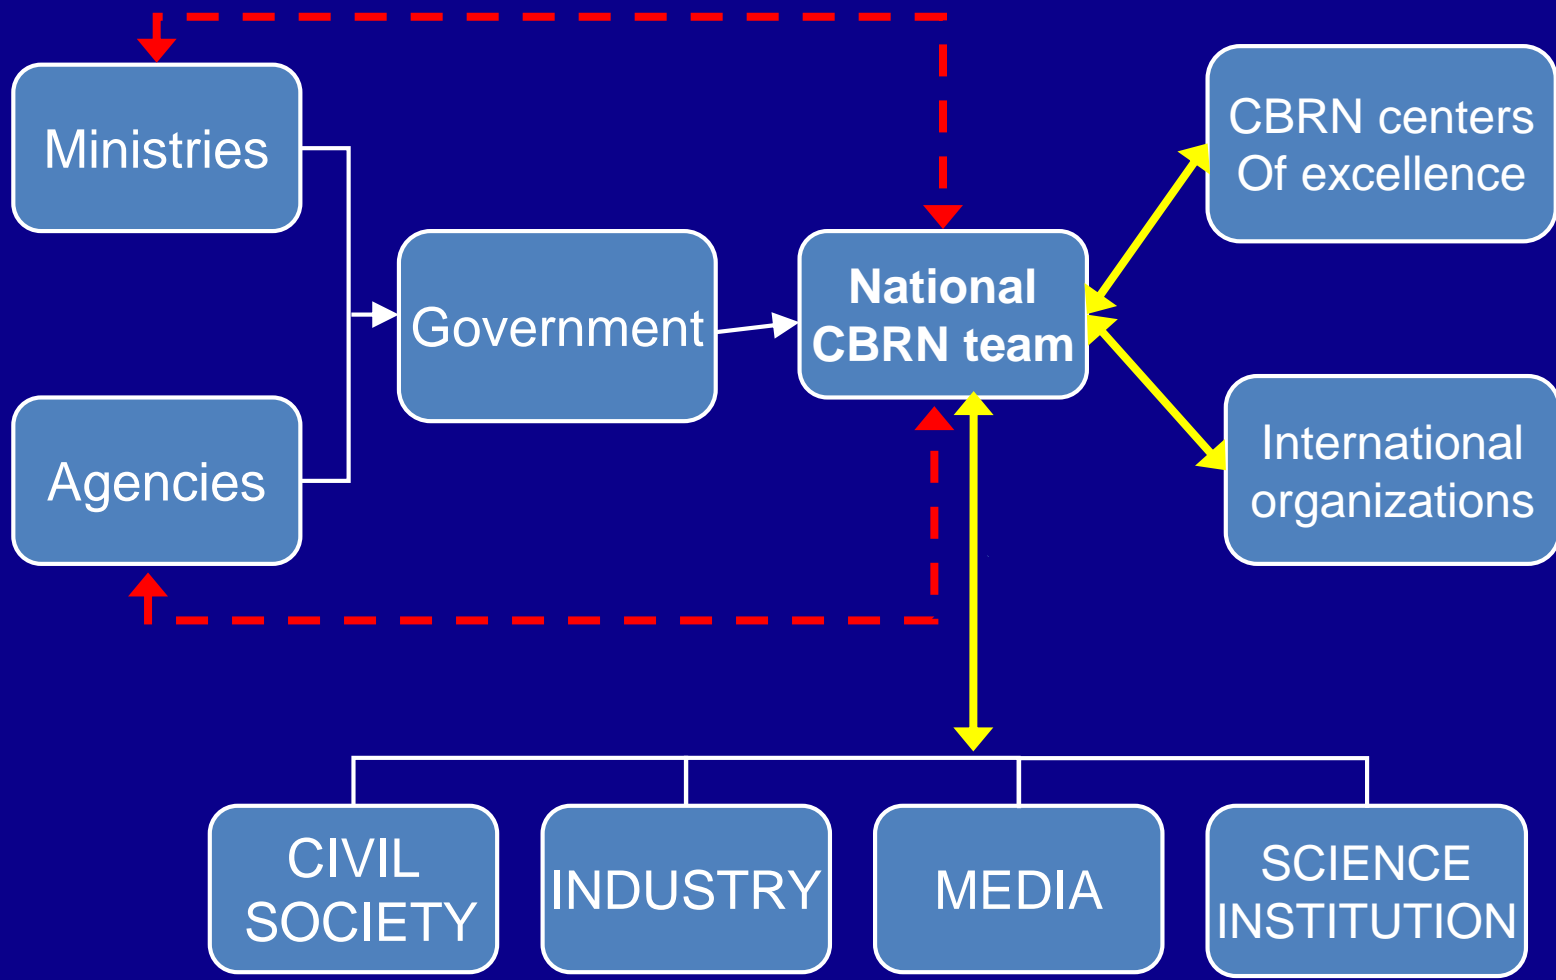 Ministries
CBRN centers
Of excellence
Government
National
CBRN team
Agencies
International
organizations
CIVIL
SOCIETY
INDUSTRY
MEDIA
SCIENCE
INSTITUTION